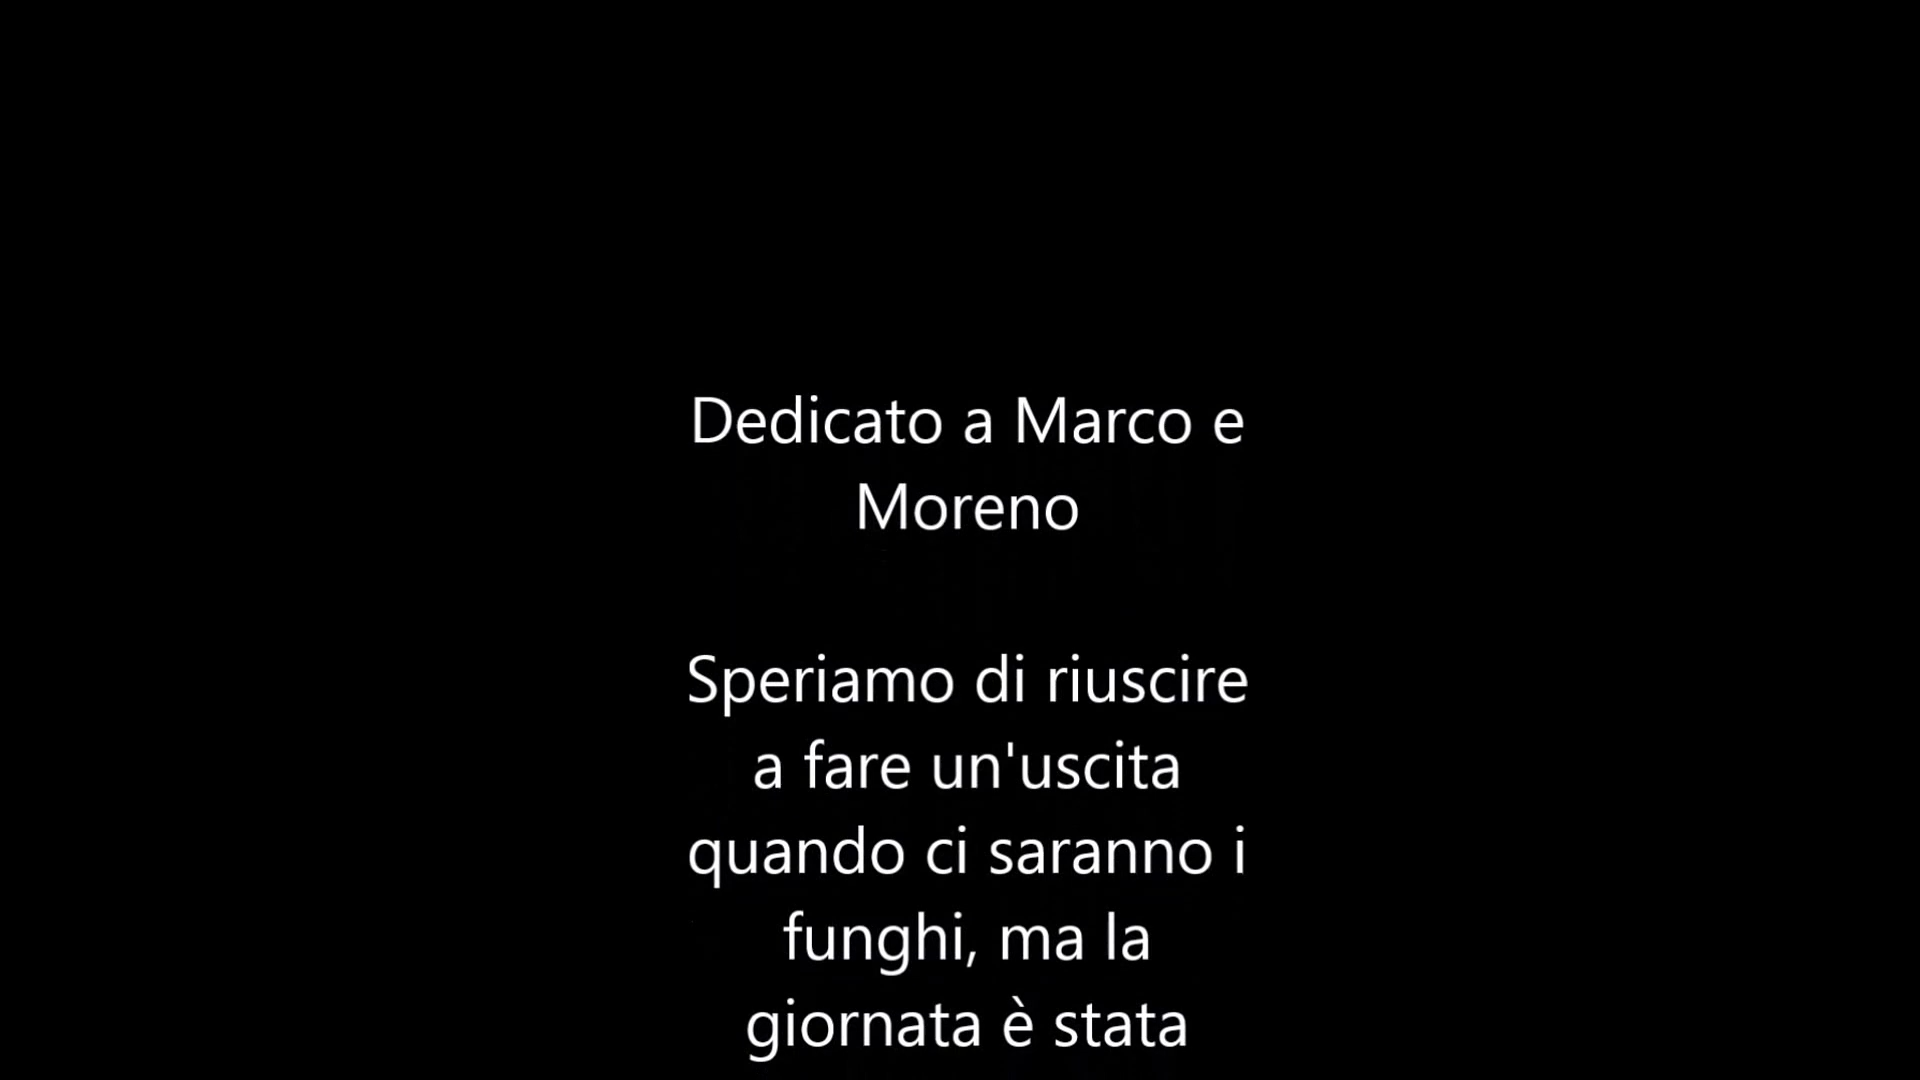 Dedicato a Marco e
Moreno
Speriamo di riuscire
a fare un'uscita
quando ci saranno i
funghi, ma la
giornata è stata